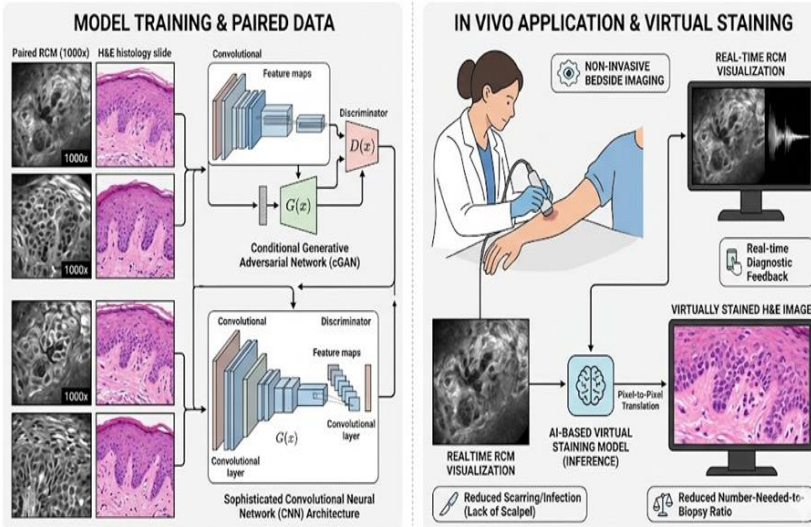 MODEL TRAINING & PAIRED DATA
Paired RCM (1000x)
H&E histology slide
1000x
1000x
1000x
1000x
Convolutional
Feature maps
Discriminator
D(x)
G(x)
Conditional Generative
Adversarial Network (cGAN)
Convolutional
Discriminator
Feature maps
G(x)
Convolutional
layer
Convolutional
layer
Sophisticated Convolutional Neural
Network (CNN) Architecture
IN VIVO APPLICATION & VIRTUAL STAINING
NON-INVASIVE
BEDSIDE IMAGING
REAL-TIME RCM
VISUALIZATION
Real-time
Diagnostic
Feedback
VIRTUALLY STAINED H&E IMAGE
Pixel-to-Pixel
Translation
REALTIME RCM
VISUALIZATION
AI-BASED VIRTUAL
STAINING MODEL
(INFERENCE)
Reduced Scarring/Infection
(Lack of Scalpel)
Reduced Number-Needed-to-
Biopsy Ratio